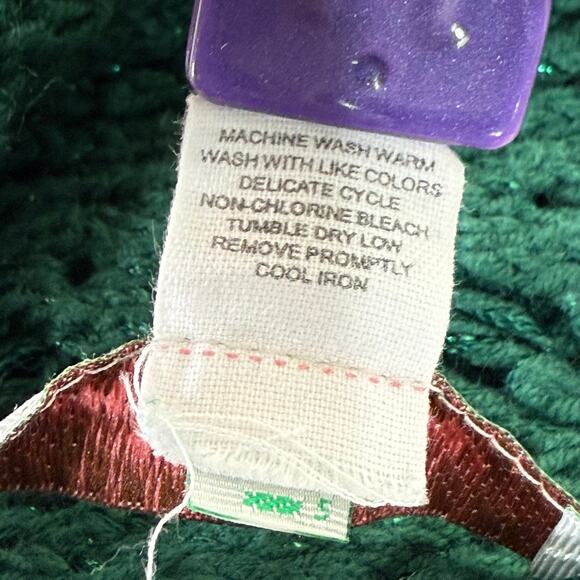 MACHINE WASH WARM
WASH WITH LIKE COLORS
DELICATE CYCLE
NON-CHLORINE BLEACH
TUMBLE DRY LOW
REMOVE PROMPTLY
COOL IRON
5